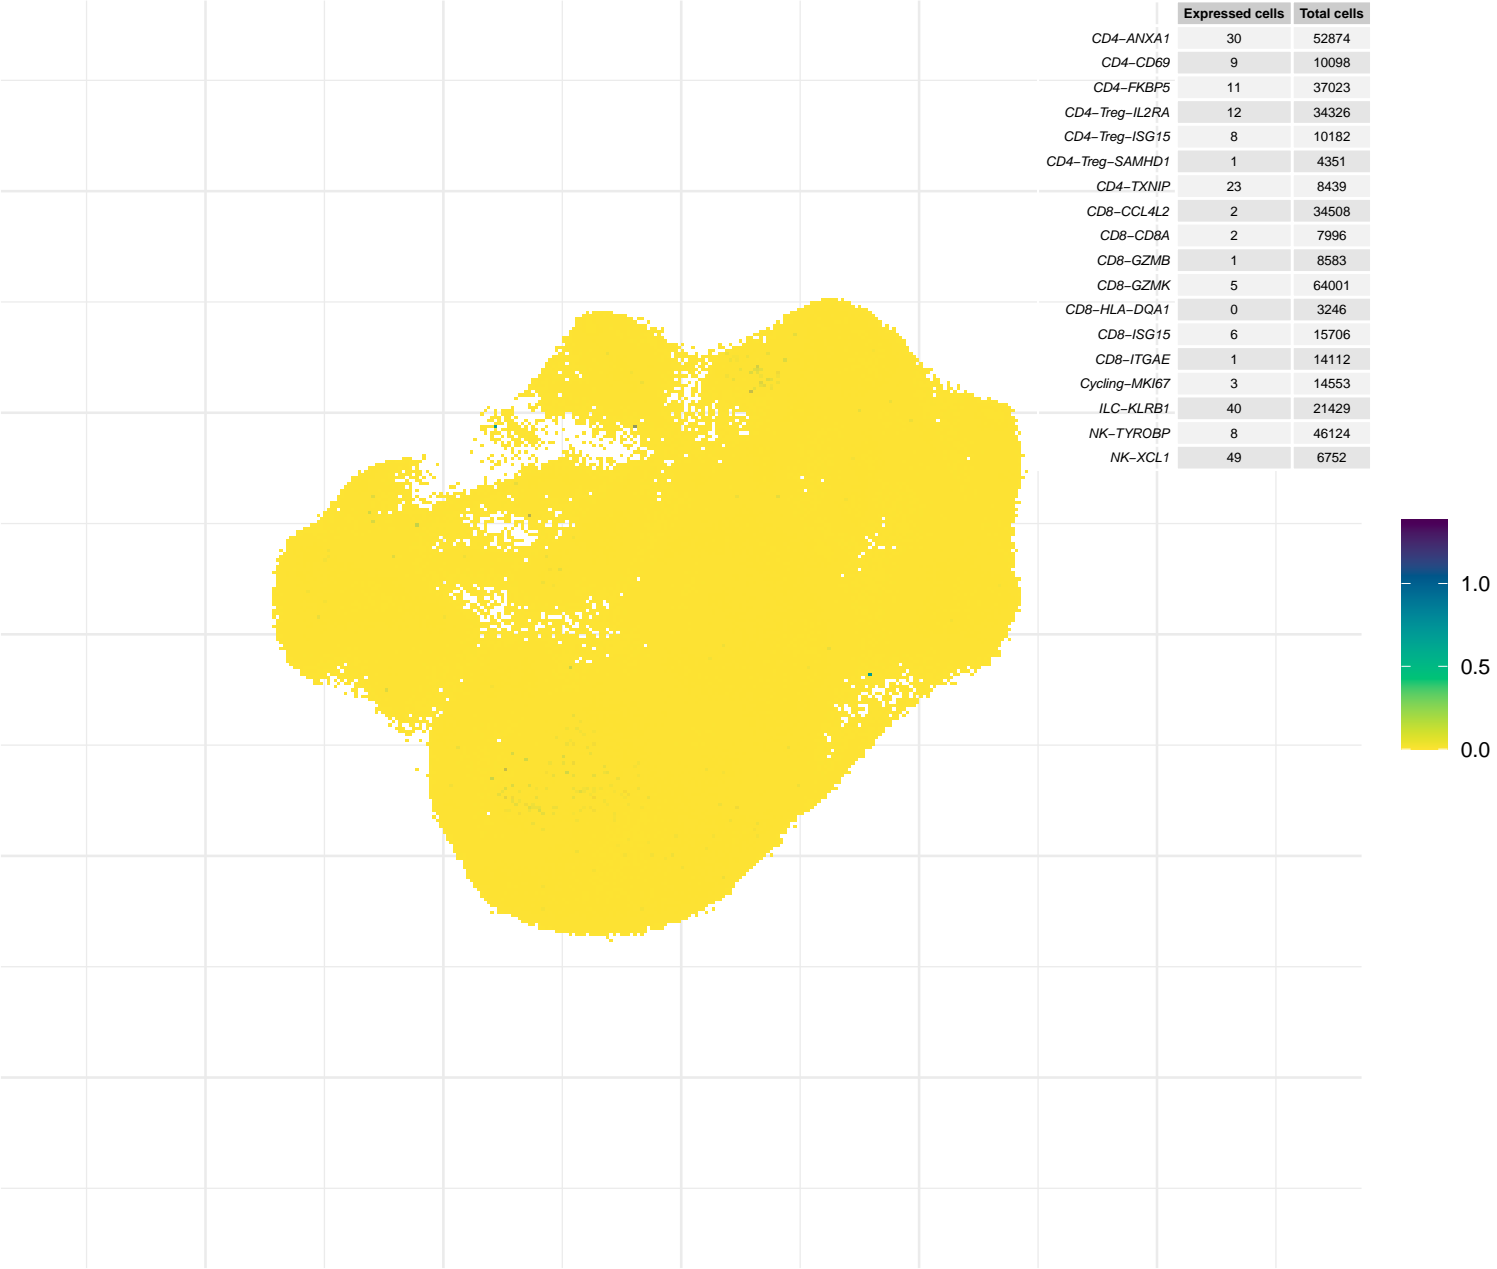 Expressed cells Total cells
CD4−ANXA1 30 52874
CD4−CD69 9 10098
CD4−FKBP5 11 37023
CD4−Treg−IL2RA 12 34326
CD4−Treg−ISG15 8 10182
CD4−Treg−SAMHD1 1 4351
CD4−TXNIP 23 8439
CD8−CCL4L2 2 34508
CD8−CD8A 2 7996
CD8−GZMB 1 8583
CD8−GZMK 5 64001
CD8−HLA−DQA1 0 3246
CD8−ISG15 6 15706
CD8−ITGAE 1 14112
Cycling−MKI67 3 14553
ILC−KLRB1 40 21429
NK−TYROBP 8 46124
NK−XCL1 49 6752
1.0
0.5
0.0